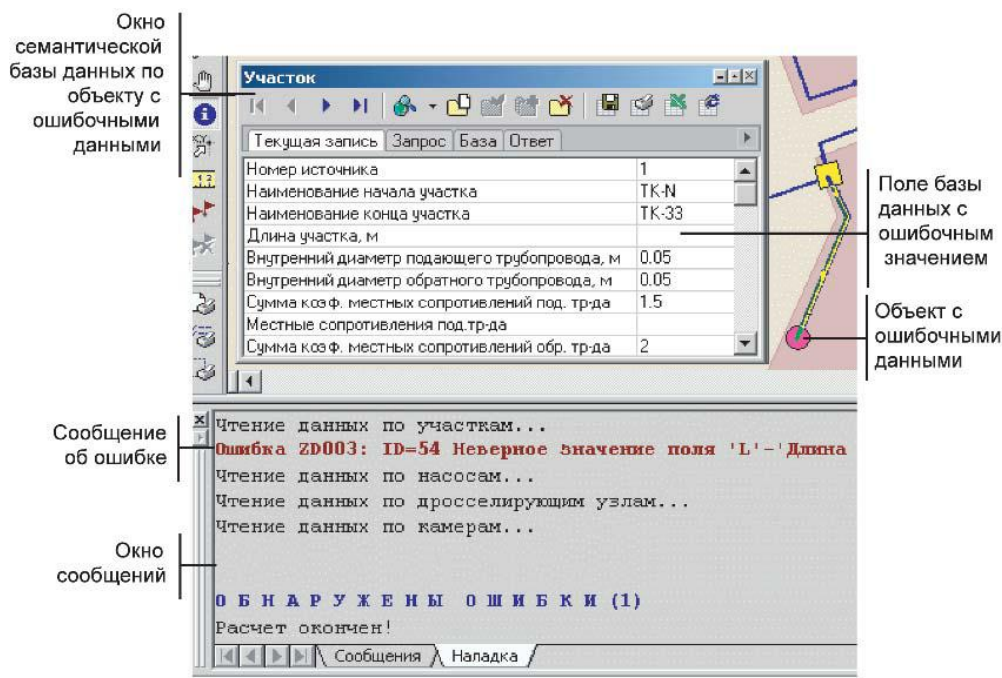 Окно
семантической
базы данных по
объекту с
ошибочными
данными
Участок
Текущая запись Запрос База Ответ
Номер источника 1
Наименование начала участка ТК-N
Наименование конца участка ТК-33
Длина участка, м
Внутренний диаметр подающего трубопровода, м 0.05
Внутренний диаметр обратного трубопровода, м 0.05
Сумма коэф. местных сопротивлений под. тр-да 1.5
Местные сопротивления под.тр-да
Сумма коэф. местных сопротивлений обр. тр-да 2
Поле базы
данных с
ошибочным
значением
Объект с
ошибочными
данными
Сообщение
об ошибке
Чтение данных по участкам...
Ошибка ZD003: ID=54 Неверное значение поля 'L'-'Длина
Чтение данных по насосам...
Чтение данных по дросселирующим узлам...
Чтение данных по камерам...
Окно
сообщений
О Б Н А Р У Ж Е Н Ы О Ш И Б К И (1)
Расчет окончен!
Сообщения Наладка